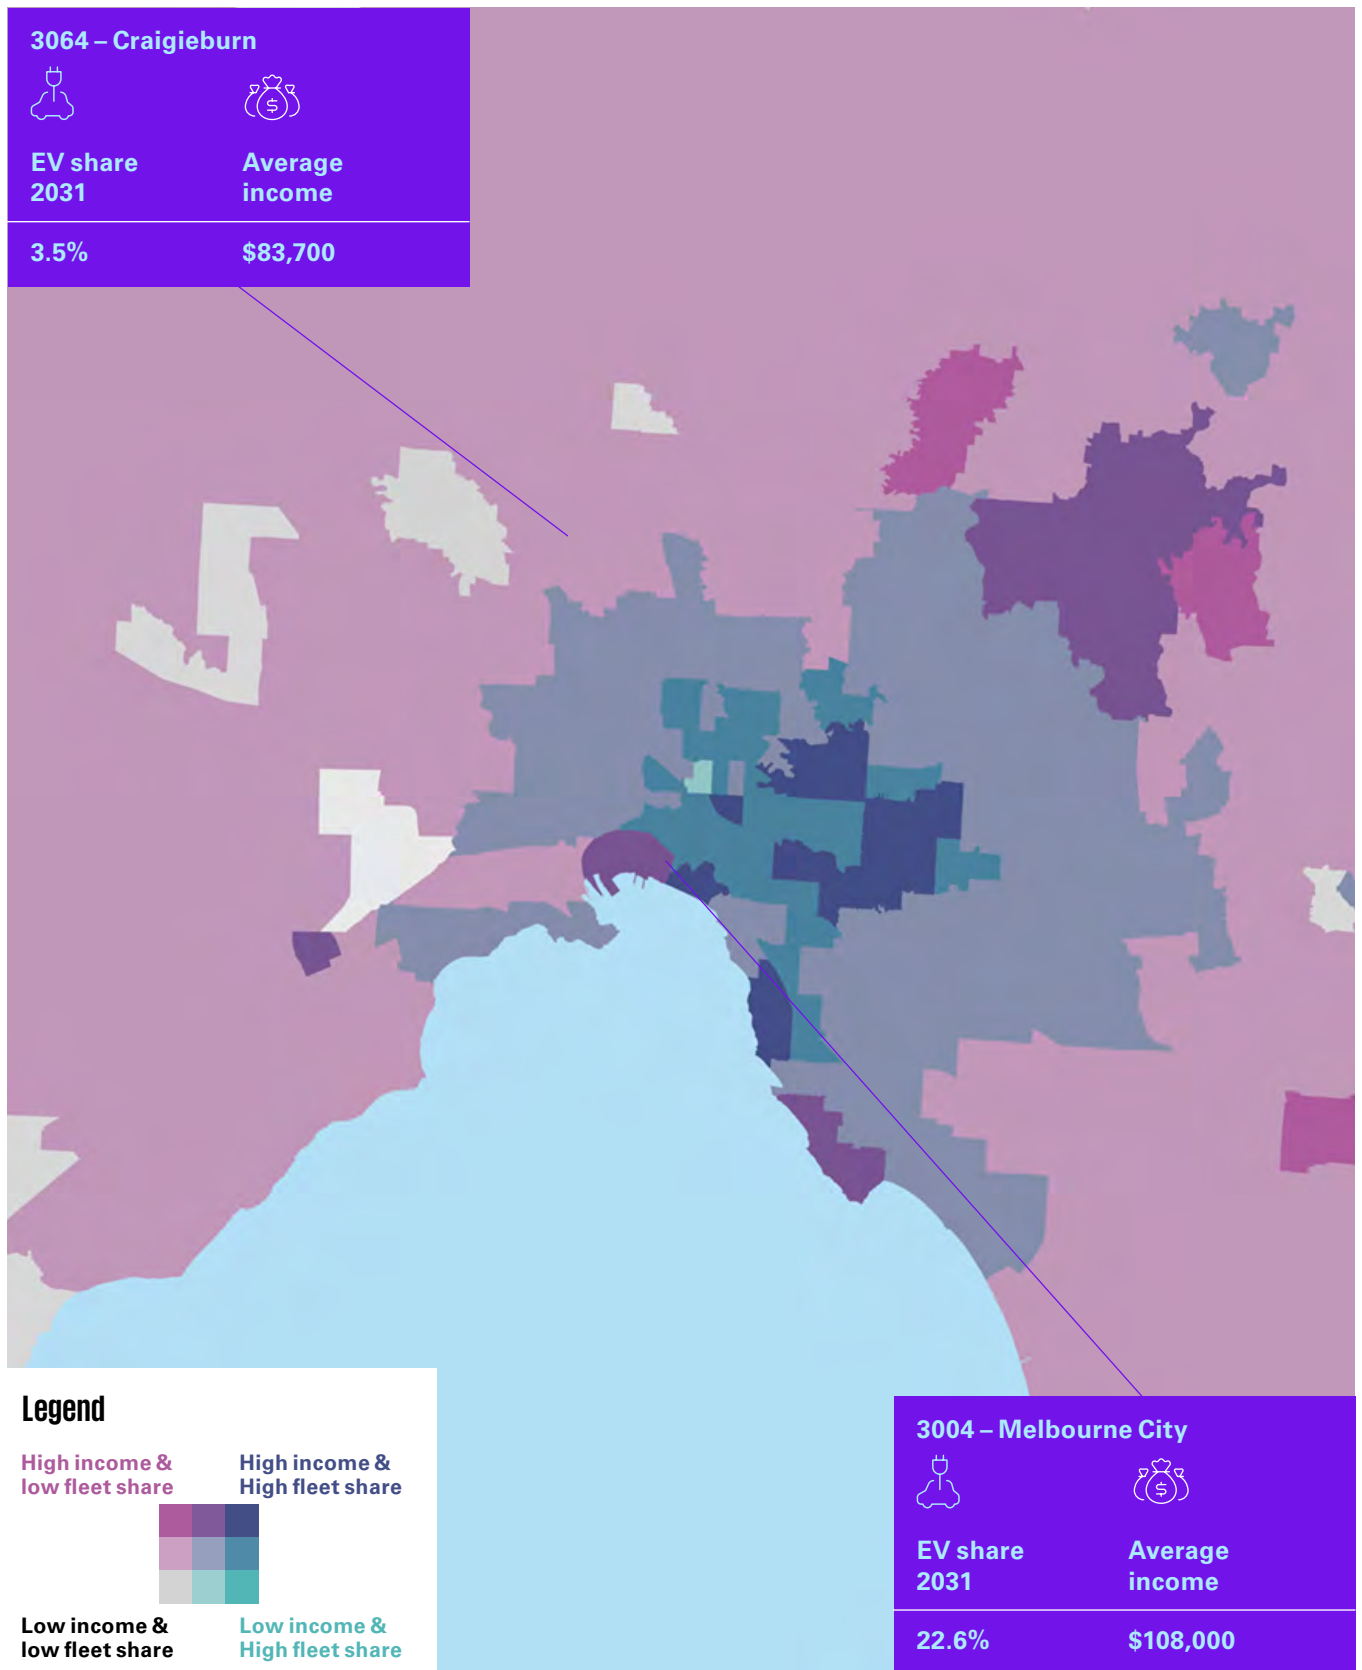 3064 – Craigieburn
EV share
2031
Average
income
3.5%
$83,700
Legend
High income &
low fleet share
High income &
High fleet share
Low income &
low fleet share
Low income &
High fleet share
3004 – Melbourne City
EV share
2031
Average
income
22.6%
$108,000